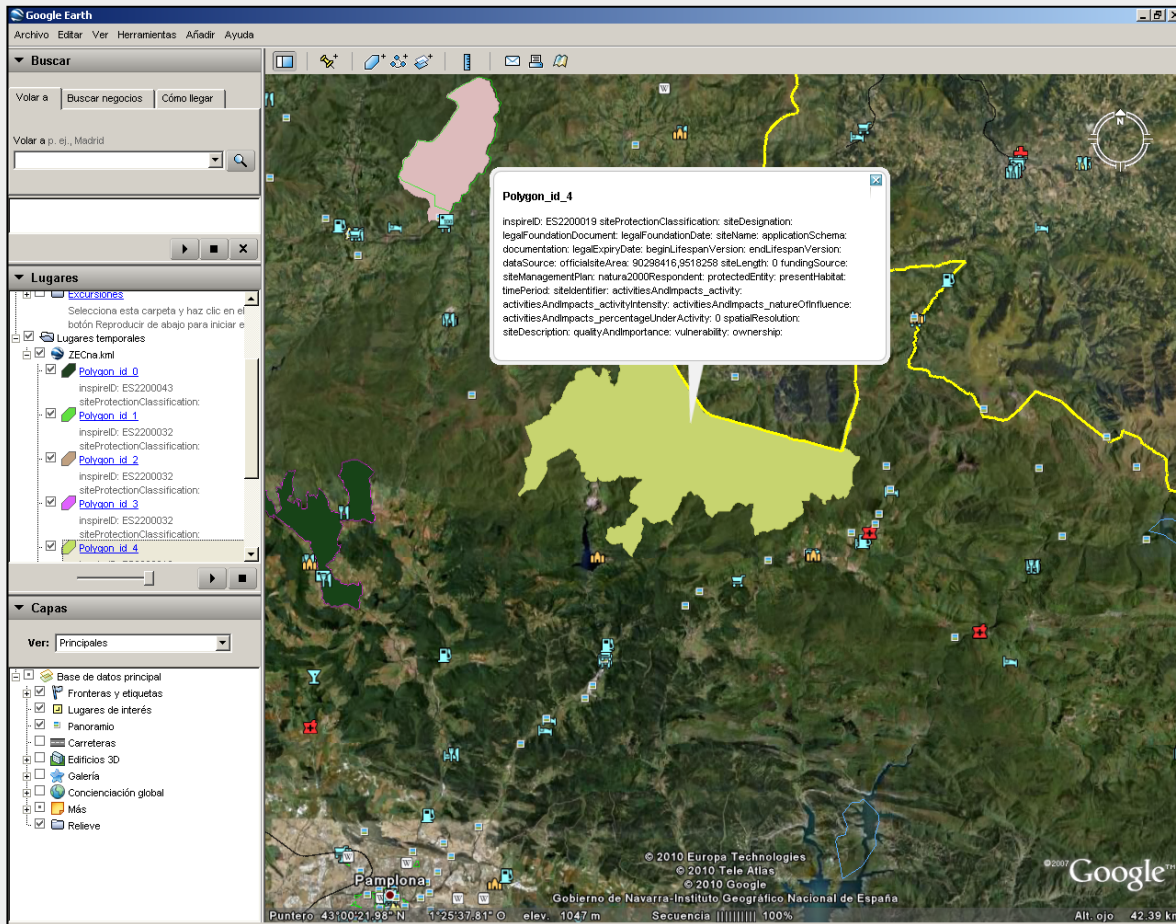 Google Earth
Archivo Editar Ver Herramientas Añadir Ayuda
Buscar
Volar a
Buscar negocios
Cómo llegar
Volar a p. ej., Madrid
Lugares
Excursiones
Selecciona esta carpeta y haz clic en el
botón Reproducir de abajo para iniciar e
Lugares temporales
ZECna.kml
Polygon_id_0
inspireID: ES2200043
siteProtectionClassification:
Polygon_id_1
inspireID: ES2200032
siteProtectionClassification:
Polygon_id_2
inspireID: ES2200032
siteProtectionClassification:
Polygon_id_3
inspireID: ES2200032
siteProtectionClassification:
Polygon_id_4
Capas
Ver: Principales
Base de datos principal
Fronteras y etiquetas
Lugares de interés
Panoramio
Carreteras
Edificios 3D
Galería
Concienciación global
Más
Relieve
N
W
Polygon_id_4
inspireID: ES2200019 siteProtectionClassification: siteDesignation:
legalFoundationDocument: legalFoundationDate: siteName: applicationSchema:
documentation: legalExpiryDate: beginLifespanVersion: endLifespanVersion:
dataSource: officialsiteArea: 90298416,9518258 siteLength: 0 fundingSource:
siteManagementPlan: natura2000Respondent: protectedEntity: presentHabitat:
timePeriod: siteIdentifier: activitiesAndImpacts_activity:
activitiesAndImpacts_activityIntensity: activitiesAndImpacts_natureOfInfluence:
activitiesAndImpacts_percentageUnderActivity: 0 spatialResolution:
siteDescription: qualityAndImportance: vulnerability: ownership:
W
W
Pamplona
W
W
W
© 2010 Europa Technologies
© 2010 Tele Atlas
© 2010 Google
Gobierno de Navarra-Instituto Geográfico Nacional de España
©2007 Google™
Puntero 43°00'21.98" N 1°25'37.81" O elev. 1047 m Secuencia 100% Alt. ojo 42.39 k